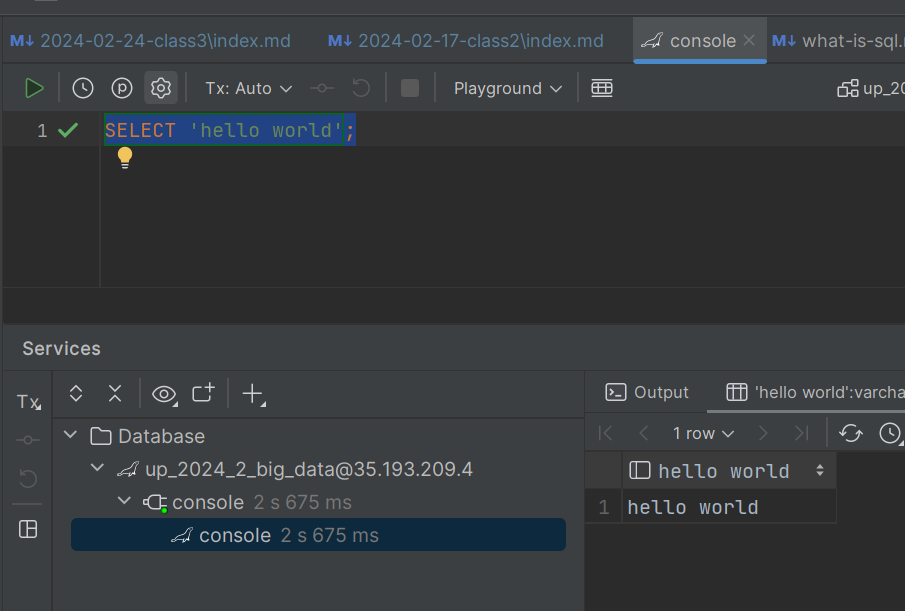 M↓ 2024-02-24-class3\index.md M↓ 2024-02-17-class2\index.md console M↓ what-is-sql.
Tx: Auto Playground up_20
1 SELECT 'hello world';
Services
Tx
Output 'hello world':varcha
Database
1 row
up_2024_2_big_data@35.193.209.4
hello world
console 2 s 675 ms
1 hello world
console 2 s 675 ms